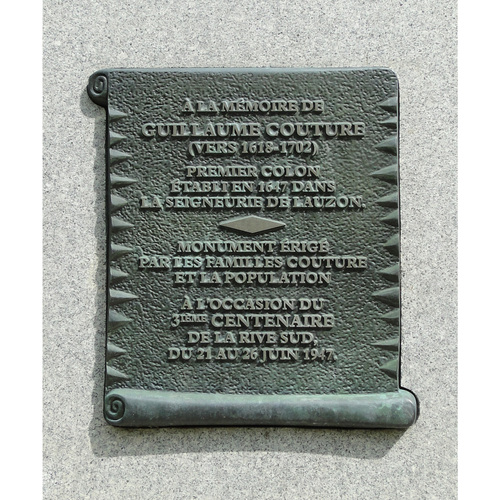 À LA MÉMOIRE DE
GUILLAUME COUTURE
(VERS 1618-1702)
PREMIER COLON
ÉTABLI EN 1647 DANS
LA SEIGNEURIE DE LAUZON.
MONUMENT ÉRIGÉ
PAR LES FAMILLES COUTURE
ET LA POPULATION
À L'OCCASION DU
3IÈME CENTENAIRE
DE LA RIVE SUD,
DU 21 AU 26 JUIN 1947.